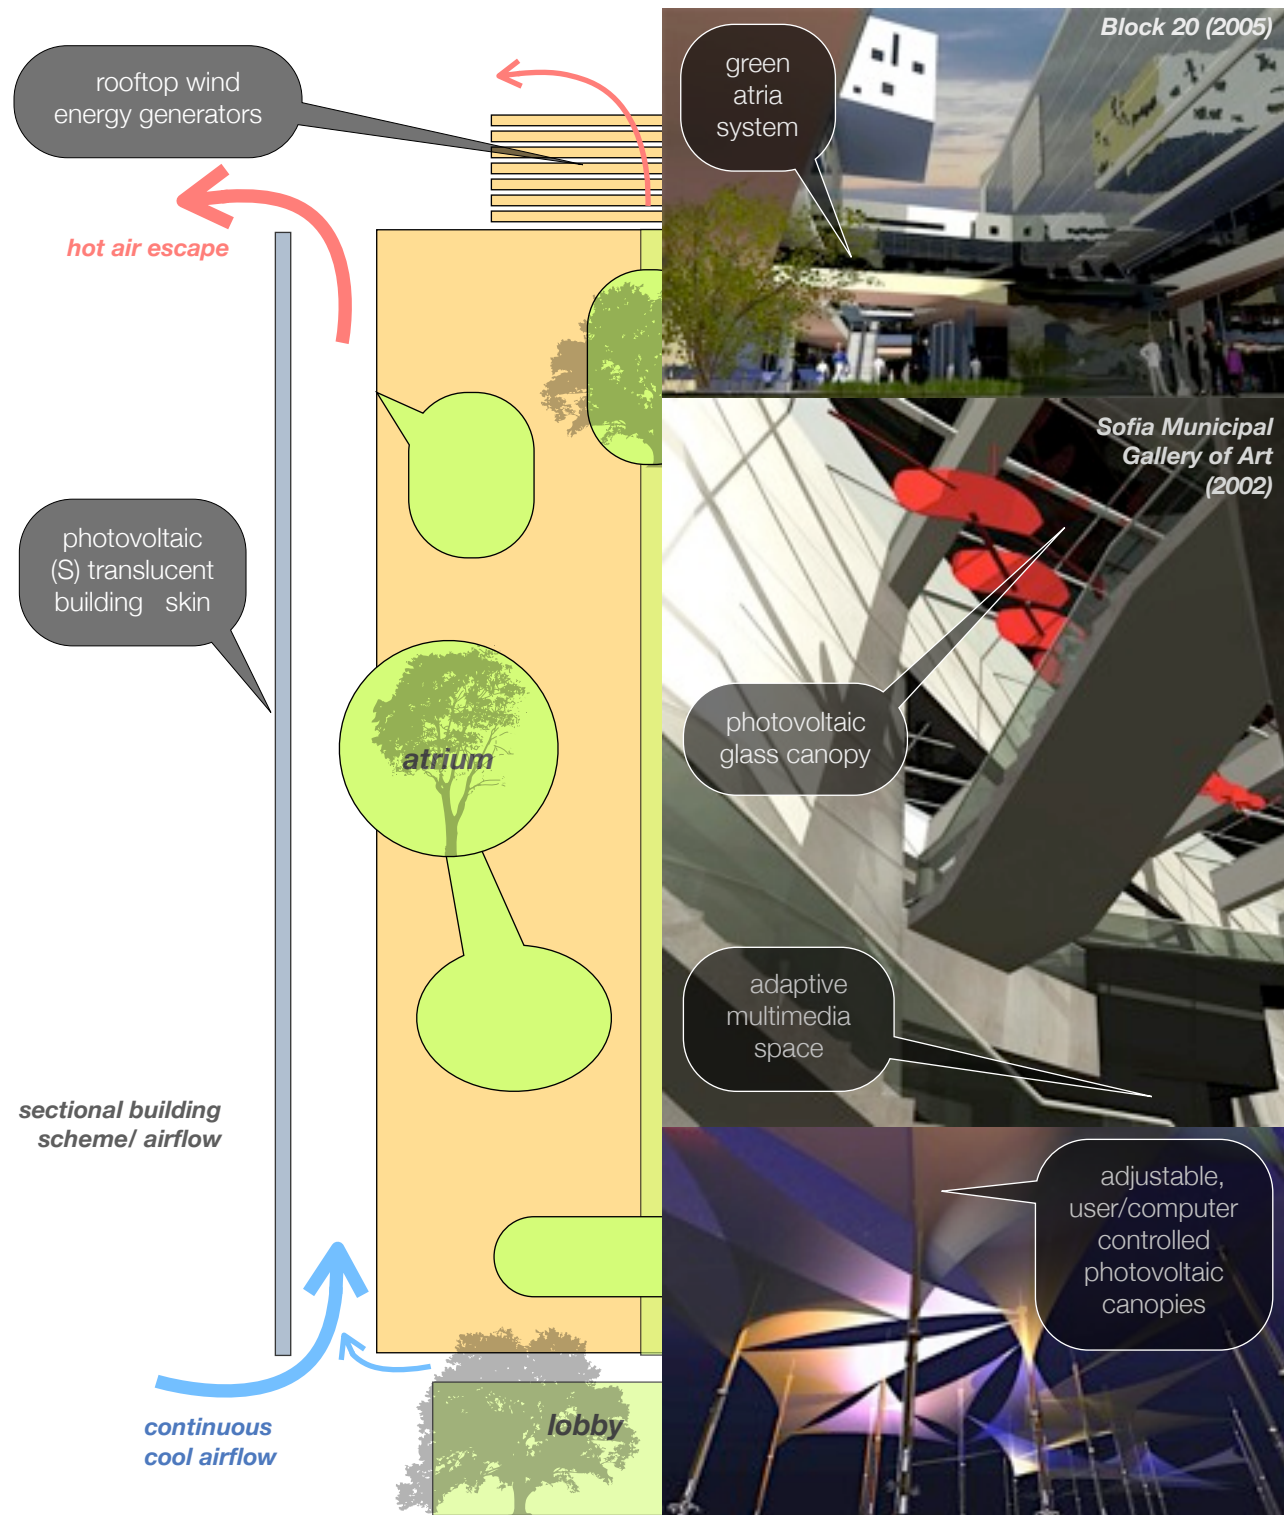 rooftop wind
energy generators
hot air escape
photovoltaic
(S) translucent
building skin
atrium
sectional building
scheme/ airflow
continuous
cool airflow
lobby
Block 20 (2005)
green
atria
system
Sofia Municipal
Gallery of Art
(2002)
photovoltaic
glass canopy
adaptive
multimedia
space
adjustable,
user/computer
controlled
photovoltaic
canopies